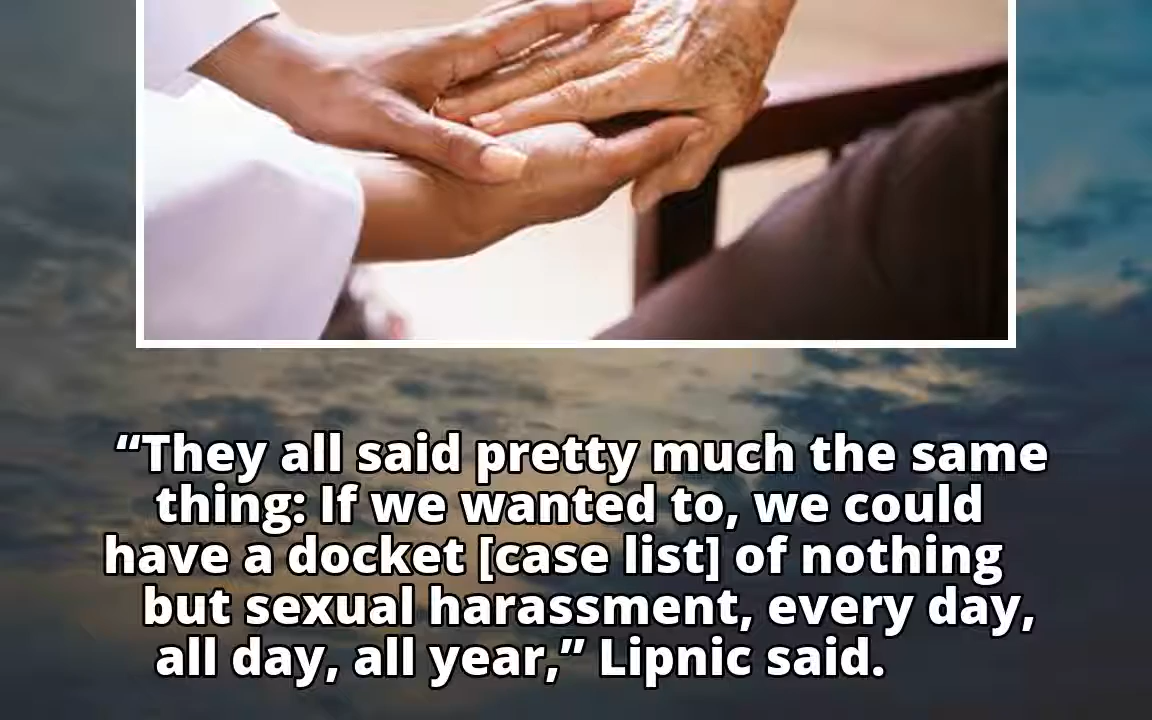 “They all said pretty much the same
thing: If we wanted to, we could
have a docket [case list] of nothing
but sexual harassment, every day,
all day, all year,” Lipnic said.